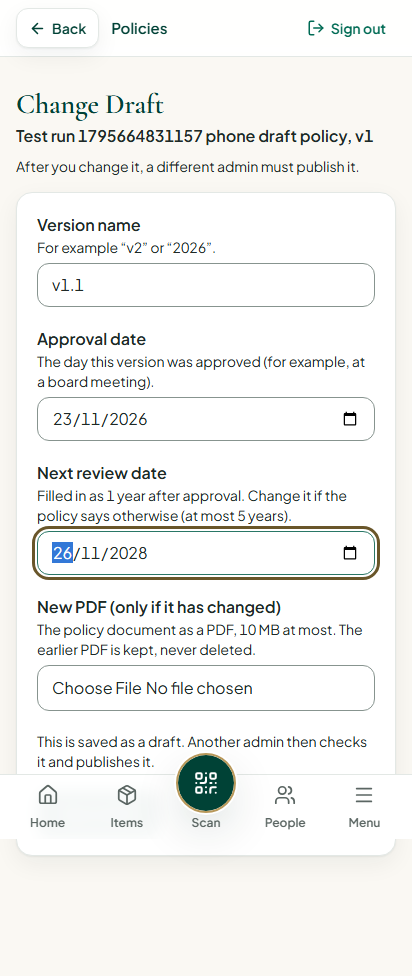 Back
Policies
Sign out
Change Draft
Test run 1795664831157 phone draft policy, v1
After you change it, a different admin must publish it.
Version name
For example “v2” or “2026”.
v1.1
Approval date
The day this version was approved (for example, at
a board meeting).
23/11/2026
Next review date
Filled in as 1 year after approval. Change it if the
policy says otherwise (at most 5 years).
26/11/2028
New PDF (only if it has changed)
The policy document as a PDF, 10 MB at most. The
earlier PDF is kept, never deleted.
Choose File No file chosen
This is saved as a draft. Another admin then checks
it and publishes it.
Home
Items
Scan
People
Menu